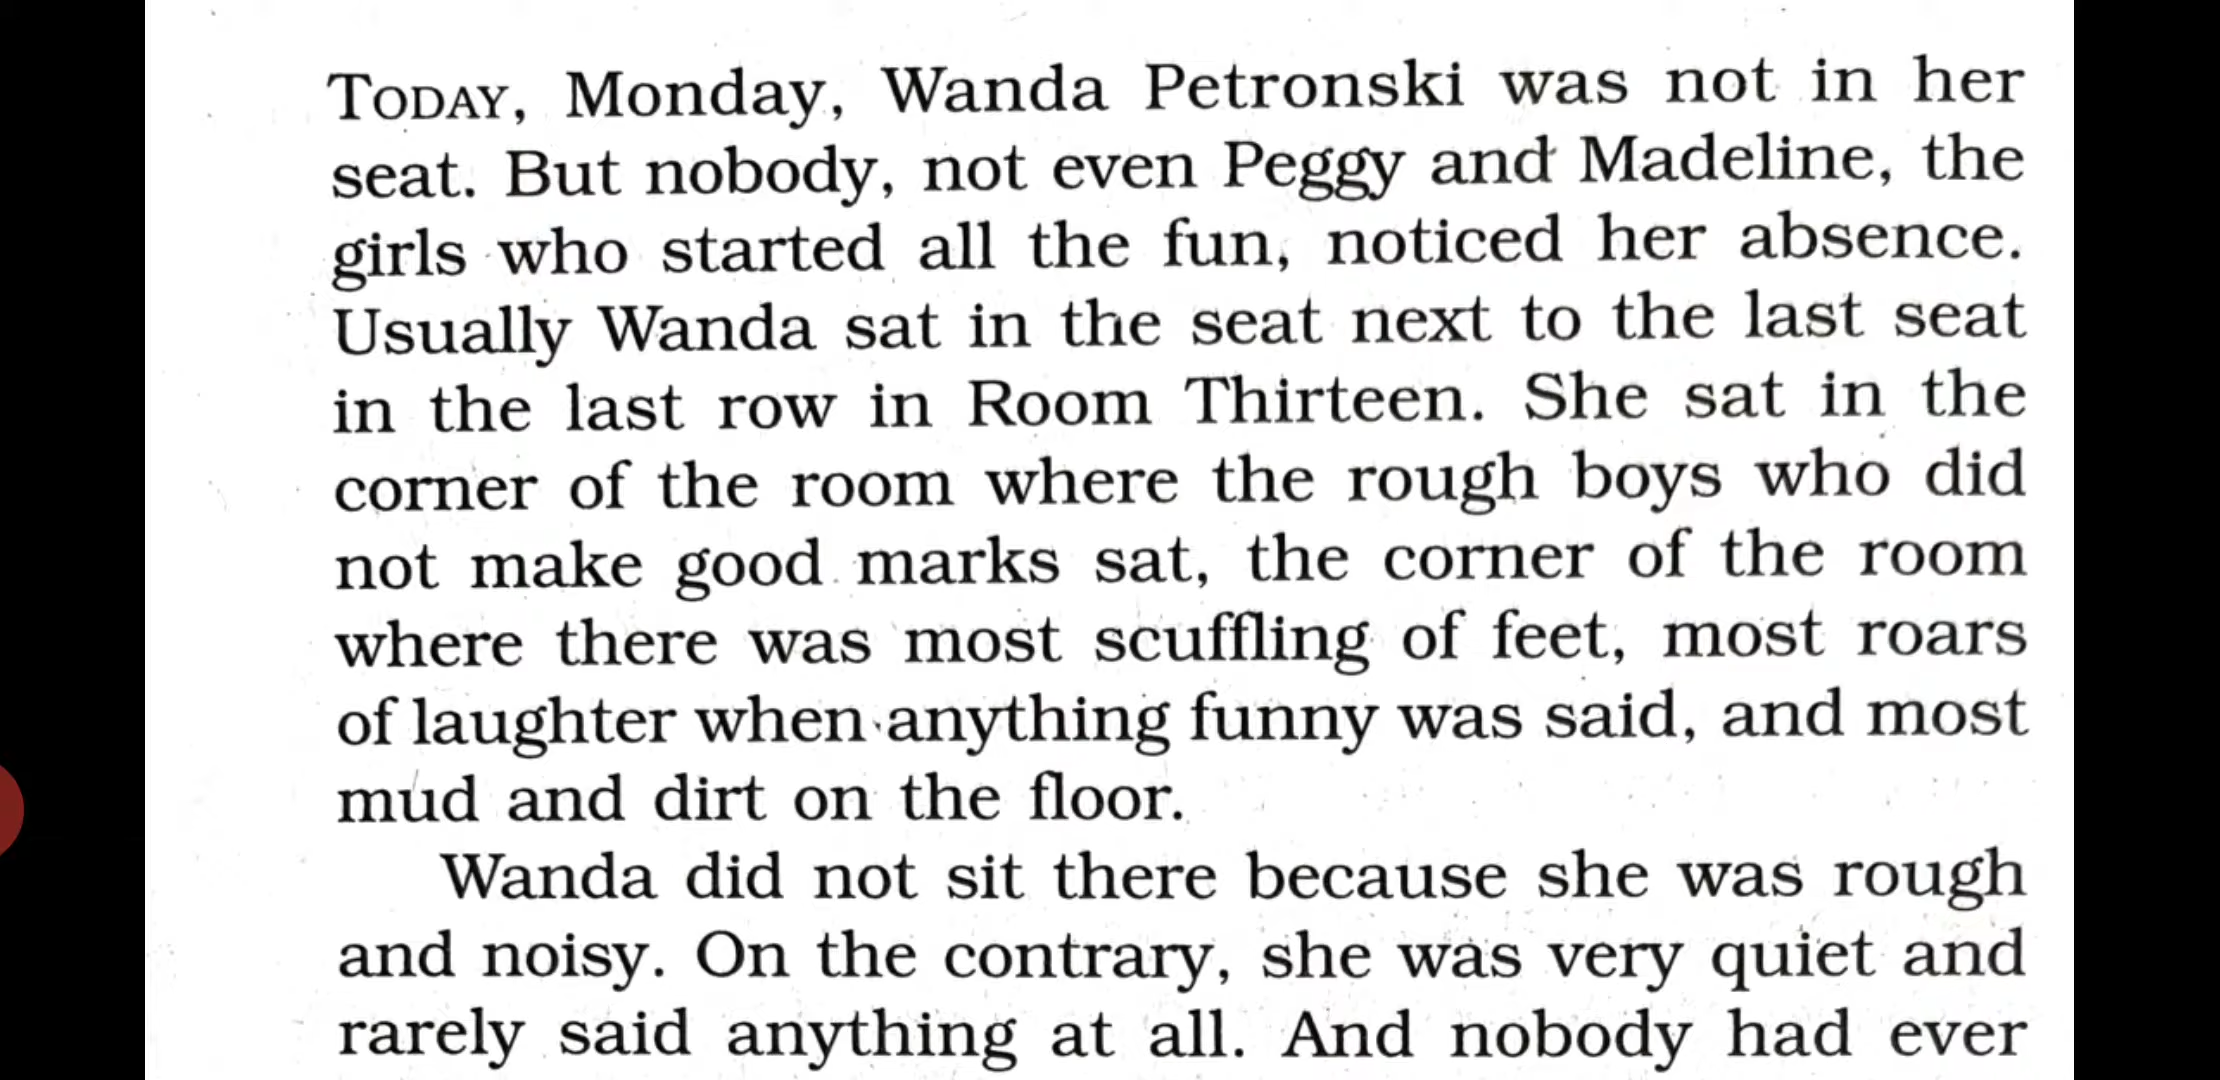 TODAY, Monday, Wanda Petronski was not in her
seat. But nobody, not even Peggy and Madeline, the
girls who started all the fun, noticed her absence.
Usually Wanda sat in the seat next to the last seat
in the last row in Room Thirteen. She sat in the
corner of the room where the rough boys who did
not make good marks sat, the corner of the room
where there was most scuffling of feet, most roars
of laughter when anything funny was said, and most
mud and dirt on the floor.
Wanda did not sit there because she was rough
and noisy. On the contrary, she was very quiet and
rarely said anything at all. And nobody had ever